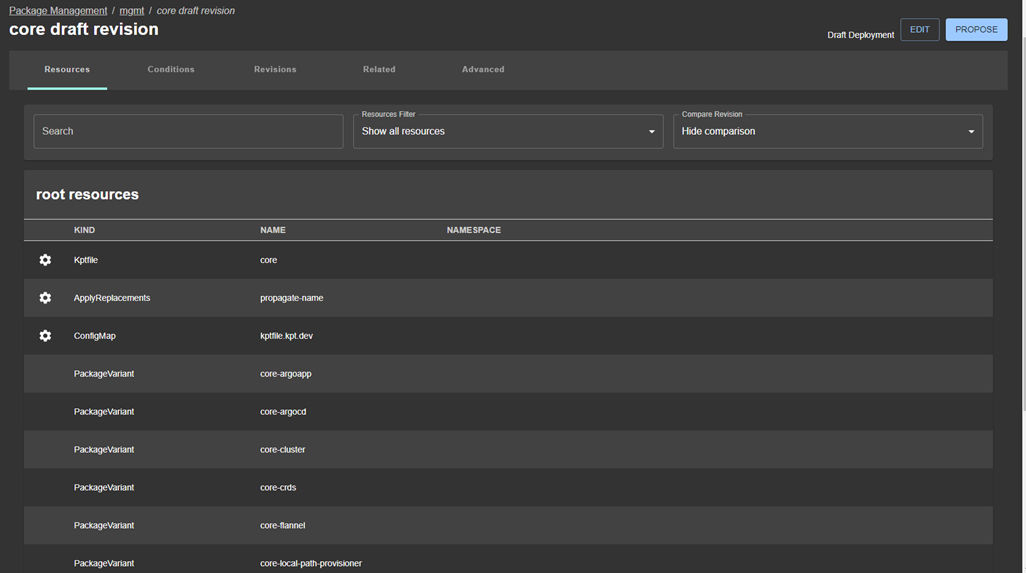 Package Management / mgmt / core draft revision
core draft revision
Draft Deployment EDIT PROPOSE
Resources Conditions Revisions Related Advanced
Resources Filter Compare Revision
Search Show all resources Hide comparison
root resources
KIND NAME NAMESPACE
Kptfile core
ApplyReplacements propagate-name
ConfigMap kptfile.kpt.dev
PackageVariant core-argoapp
PackageVariant core-argocd
PackageVariant core-cluster
PackageVariant core-crds
PackageVariant core-flannel
PackageVariant core-local-path-provisioner